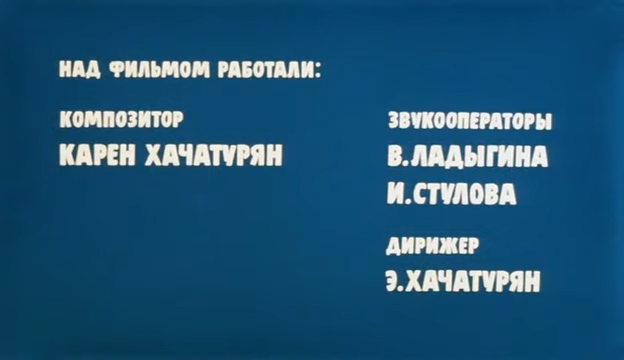 НАД ФИЛЬМОМ РАБОТАЛИ:
КОМПОЗИТОР
КАРЕН ХАЧАТУРЯН
ЗВУКООПЕРАТОРЫ
В.ЛАДЫГИНА
И.СТУЛОВА
ДИРИЖЕР
Э.ХАЧАТУРЯН